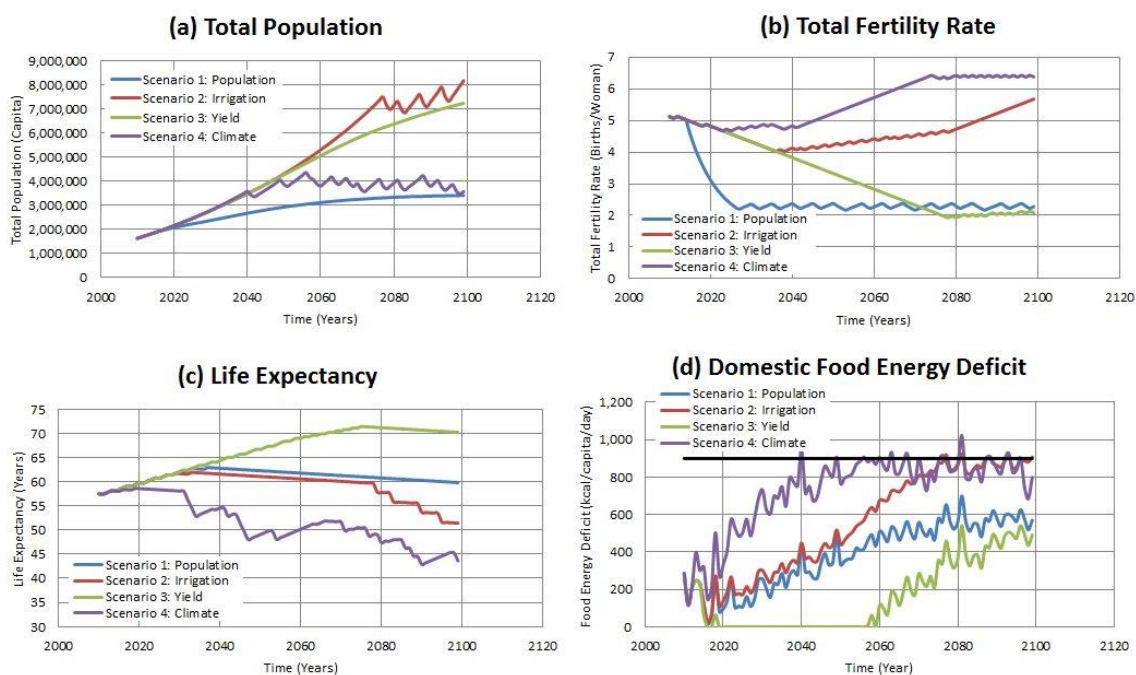 (a) Total Population
Total Population (Capita)
9,000,000
8,000,000
7,000,000
6,000,000
5,000,000
4,000,000
3,000,000
2,000,000
1,000,000
0
Scenario 1: Population
Scenario 2: Irrigation
Scenario 3: Yield
Scenario 4: Climate
2000 2020 2040 2060 2080 2100 2120
Time (Years)
(b) Total Fertility Rate
Total Fertility Rate (Births/Woman)
7
6
5
4
3
2
1
0
Scenario 1: Population
Scenario 2: Irrigation
Scenario 3: Yield
Scenario 4: Climate
2000 2020 2040 2060 2080 2100 2120
Time (Years)
(c) Life Expectancy
Life Expectancy (Years)
75
70
65
60
55
50
45
40
35
30
Scenario 1: Population
Scenario 2: Irrigation
Scenario 3: Yield
Scenario 4: Climate
2000 2020 2040 2060 2080 2100 2120
Time (Years)
(d) Domestic Food Energy Deficit
Food Energy Deficit (kcal/capita/day)
1,200
1,000
800
600
400
200
0
Scenario 1: Population
Scenario 2: Irrigation
Scenario 3: Yield
Scenario 4: Climate
2000 2020 2040 2060 2080 2100 2120
Time (Year)